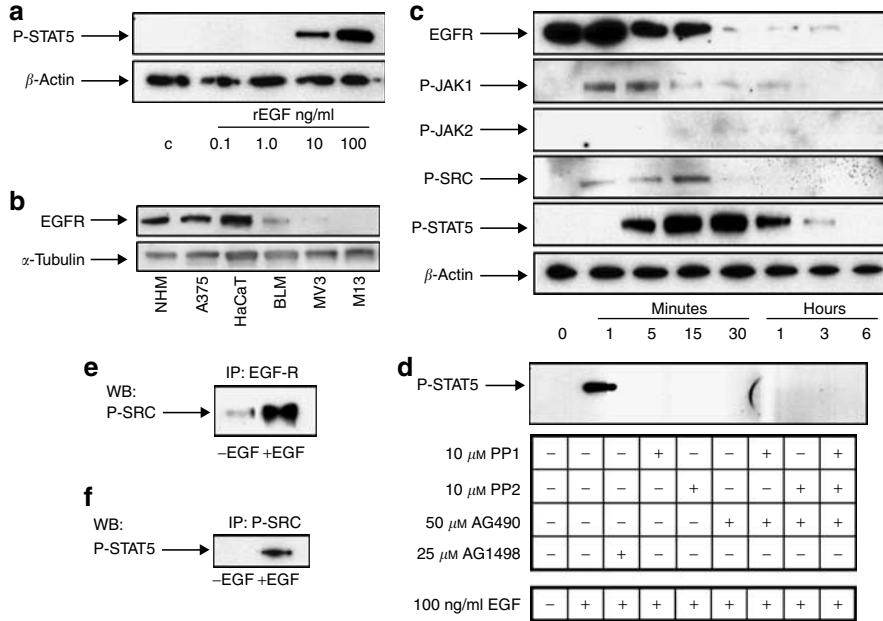 a
P-STAT5
β-Actin
rEGF ng/ml
c 0.1 1.0 10 100
b
EGFR
α-Tubulin
NHM A375 HaCaT BLM MV3 M13
c
EGFR
P-JAK1
P-JAK2
P-SRC
P-STAT5
β-Actin
Minutes Hours
0 1 5 15 30 1 3 6
d
P-STAT5
10 μM PP1 – – – + – – + – +
10 μM PP2 – – – – + – – + +
50 μM AG490 – – – – – + + + +
25 μM AG1498 – – + – – – – – –
100 ng/ml EGF – + + + + + + + +
e
IP: EGF-R
WB:
P-SRC
–EGF +EGF
f
IP: P-SRC
WB:
P-STAT5
–EGF +EGF